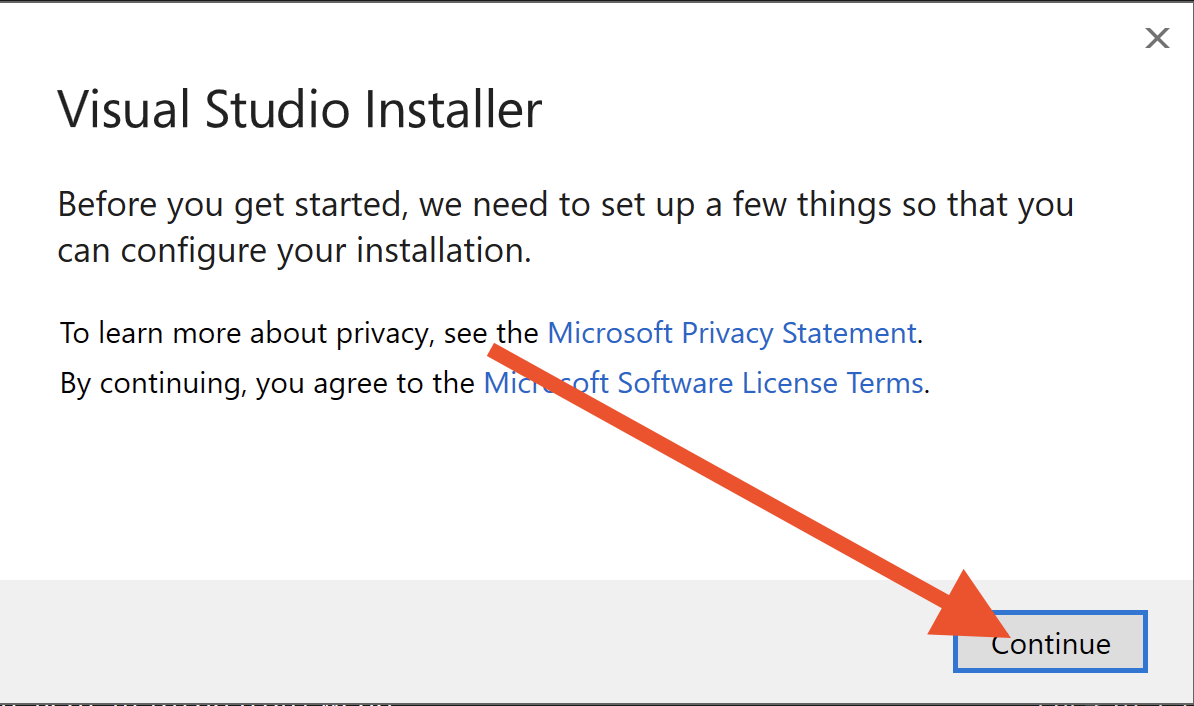 Visual Studio Installer
Before you get started, we need to set up a few things so that you
can configure your installation.
To learn more about privacy, see the Microsoft Privacy Statement.
By continuing, you agree to the Microsoft Software License Terms.
Continue